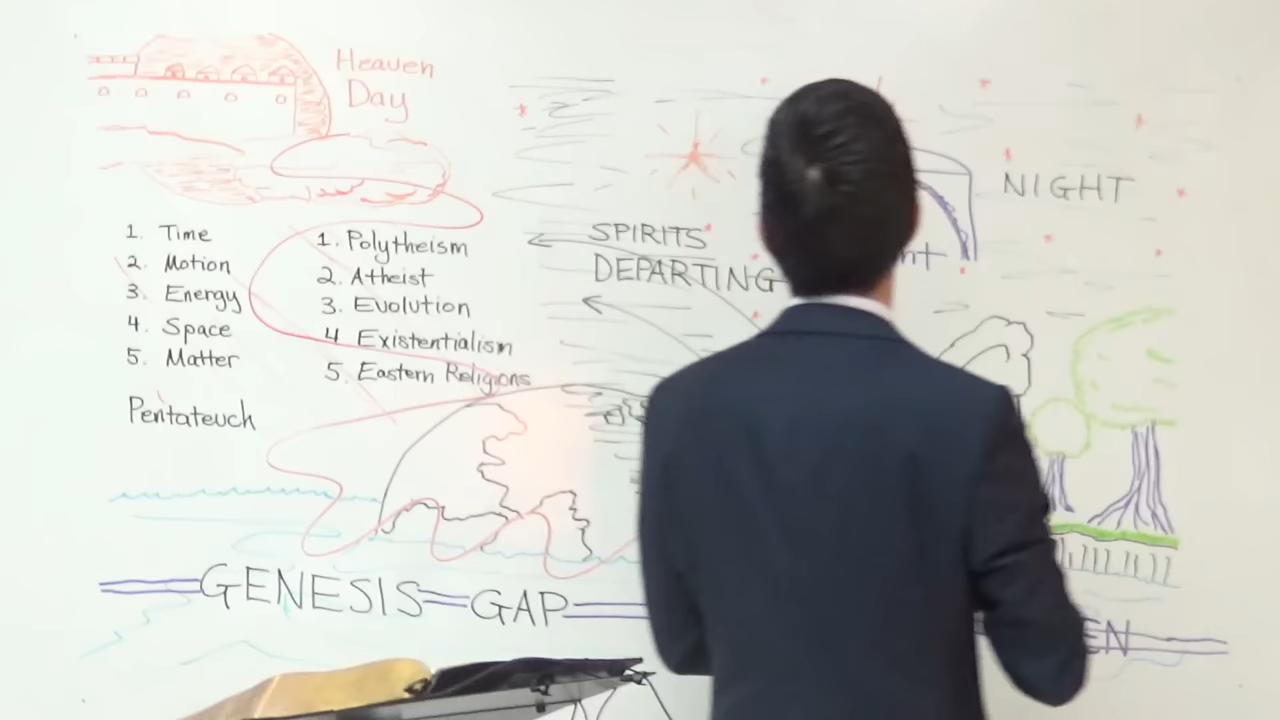 Heaven
Day
NIGHT
SPIRITS
DEPARTING
1. Time
2. Motion
3. Energy
4. Space
5. Matter
Pentateuch
1. Polytheism
2. Atheist
3. Evolution
4 Existentialism
5. Eastern Religions
GENESIS GAP